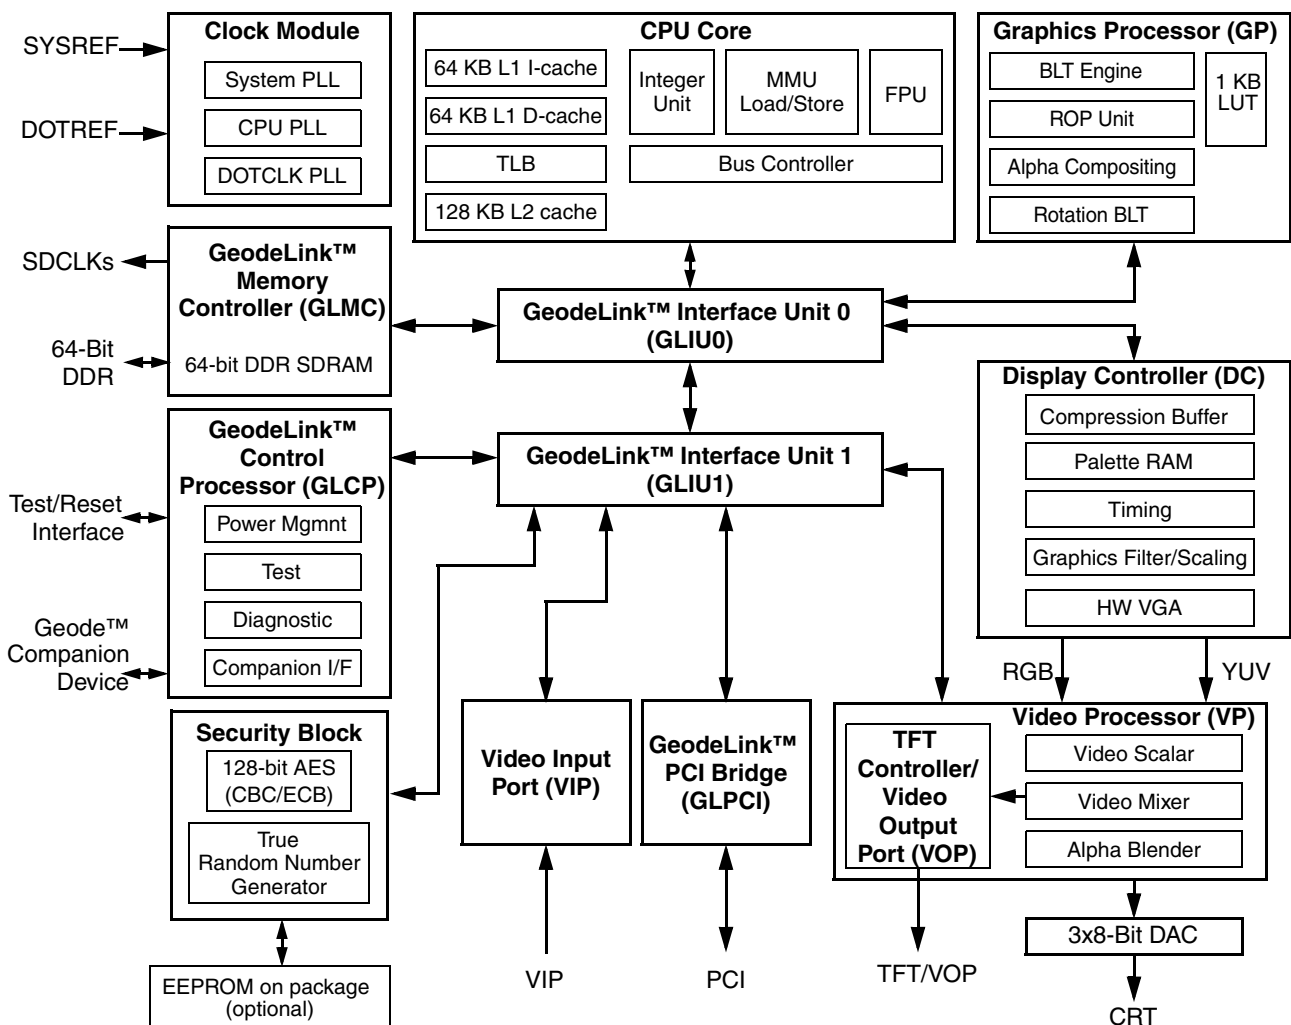 SYSREF
DOTREF
Clock Module
System PLL
CPU PLL
DOTCLK PLL
CPU Core
64 KB L1 I-cache
64 KB L1 D-cache
TLB
128 KB L2 cache
Integer
Unit
MMU
Load/Store
FPU
Bus Controller
Graphics Processor (GP)
BLT Engine
ROP Unit
Alpha Compositing
Rotation BLT
1 KB
LUT
SDCLKs
64-Bit
DDR
GeodeLink™
Memory
Controller (GLMC)
64-bit DDR SDRAM
GeodeLink™ Interface Unit 0
(GLIU0)
Display Controller (DC)
Compression Buffer
Palette RAM
Timing
Graphics Filter/Scaling
HW VGA
Test/Reset
Interface
Geode™
Companion
Device
GeodeLink™
Control
Processor (GLCP)
Power Mgmnt
Test
Diagnostic
Companion I/F
GeodeLink™ Interface Unit 1
(GLIU1)
RGB
YUV
Security Block
128-bit AES
(CBC/ECB)
True
Random Number
Generator
EEPROM on package
(optional)
Video Input
Port (VIP)
VIP
GeodeLink™
PCI Bridge
(GLPCI)
PCI
Video Processor (VP)
TFT
Controller/
Video
Output
Port (VOP)
Video Scalar
Video Mixer
Alpha Blender
TFT/VOP
3x8-Bit DAC
CRT